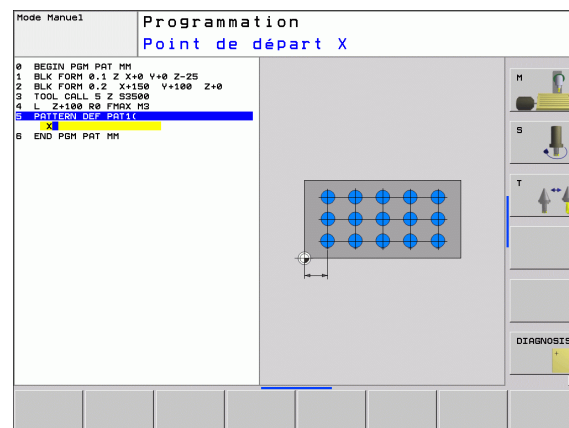 Mode Manuel
Programmation
Point de départ X
0 BEGIN PGM PAT MM
1 BLK FORM 0.1 Z X+0 Y+0 Z-25
2 BLK FORM 0.2 X+150 Y+100 Z+0
3 TOOL CALL 5 Z S3500
4 L Z+100 R0 FMAX M3
5 PATTERN DEF PAT1(
X
6 END PGM PAT MM
M
S
T
DIAGNOSIS